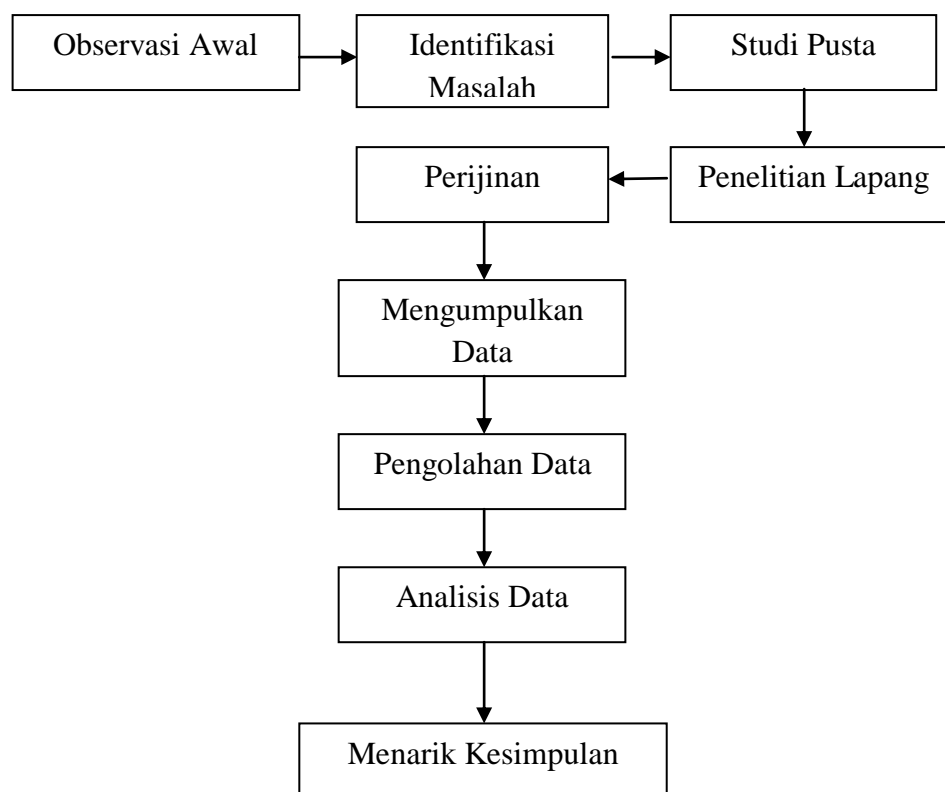 Observasi Awal
Identifikasi
Masalah
Studi Pusta
Penelitian Lapang
Perijinan
Mengumpulkan
Data
Pengolahan Data
Analisis Data
Menarik Kesimpulan